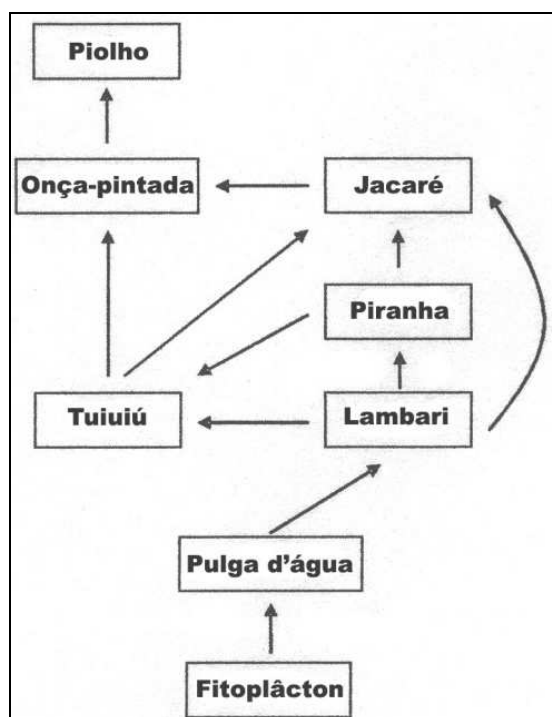 Piolho
Onça-pintada
Jacaré
Piranha
Tuiuiú
Lambari
Pulga d'água
Fitoplâcton